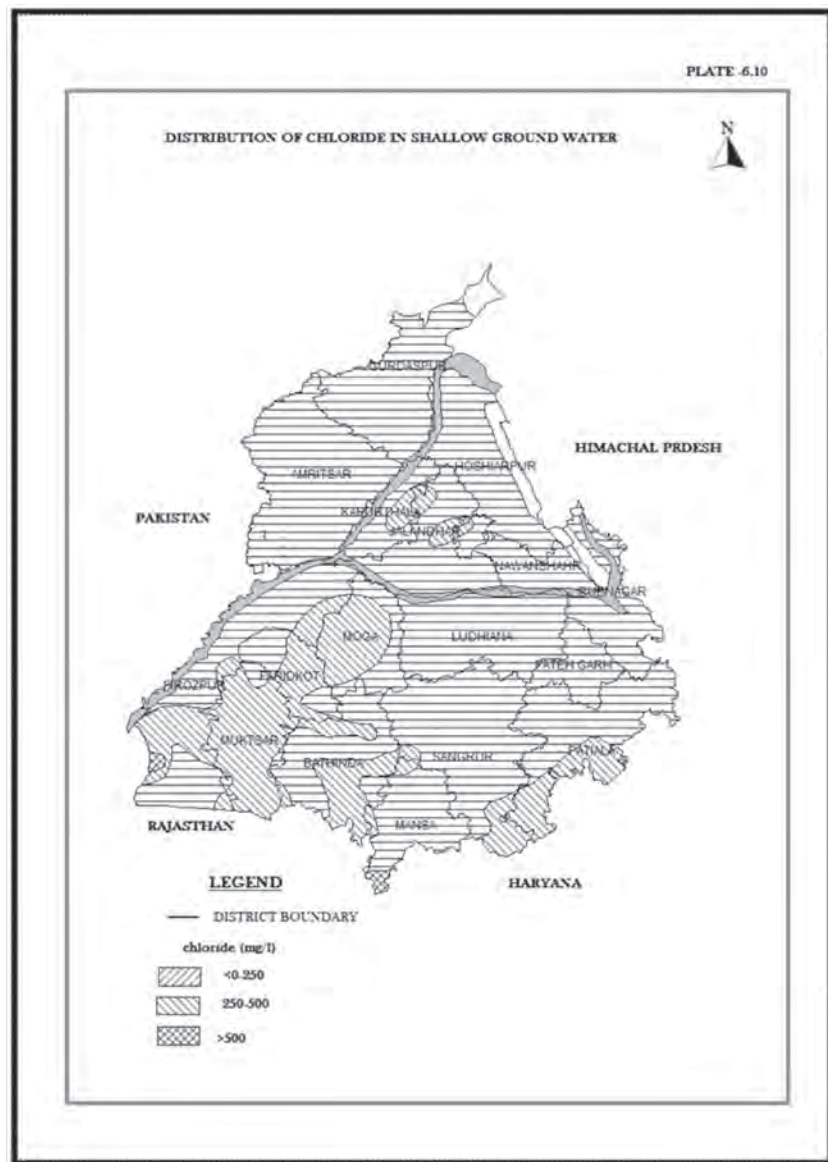 PLATE -6.10
DISTRIBUTION OF CHLORIDE IN SHALLOW GROUND WATER
N
GURDASPUR
HIMACHAL PRDESH
HOSHIARPUR
AMRITSAR
PAKISTAN
KAPURTHALA
JALANDHAR
NAWANSHAHR
RUPNAGAR
MOGA
LUDHIANA
FATEH GARH
FARIDKOT
FIROZPUR
MUKTSAR
BATHINDA
SANGRUR
PATIALA
RAJASTHAN
MANSA
LEGEND
HARYANA
DISTRICT BOUNDARY
chloride (mg/l)
<0-250
250-500
>500